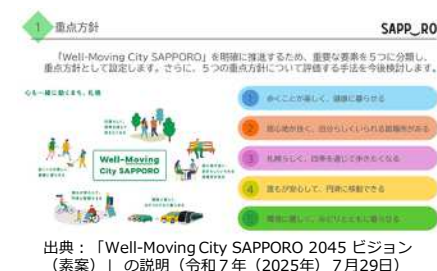 1 重点方針
SAPP_RO
「Well-Moving City SAPPORO」を明確に推進するため、重要な要素を5つに分類し、
重点方針として設定します。さらに、5つの重点方針について評価する手法を今後検討します。
心も一緒に動くまち、札幌
Well-Moving
City SAPPORO
1 歩くことが楽しく、健康に暮らせる
2 居心地が良く、自分らしくいられる居場所がある
3 札幌らしく、四季を通じて歩きたくなる
4 誰もが安心して、円滑に移動できる
5 環境に優しく、みどりとともに暮らせる
出典：「Well-Moving City SAPPORO 2045 ビジョン
（素案）」の説明（令和７年（2025年）７月29日）